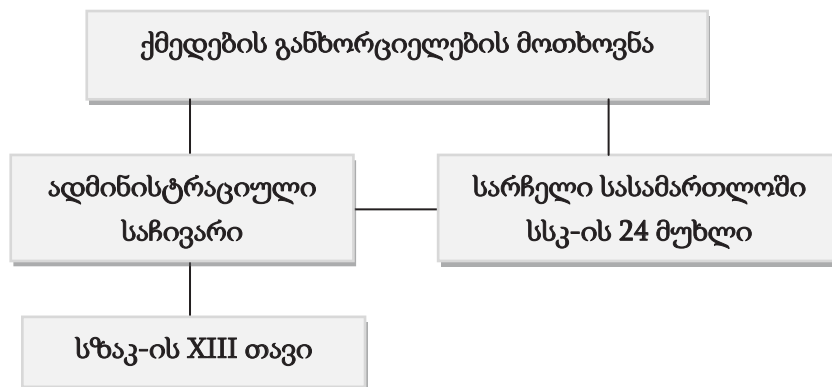 ქმედების განხორციელების მოთხოვნა
ადმინისტრაციული
საჩივარი
სარჩელი სასამართლოში
სსკ-ის 24 მუხლი
სზაკ-ის XIII თავი